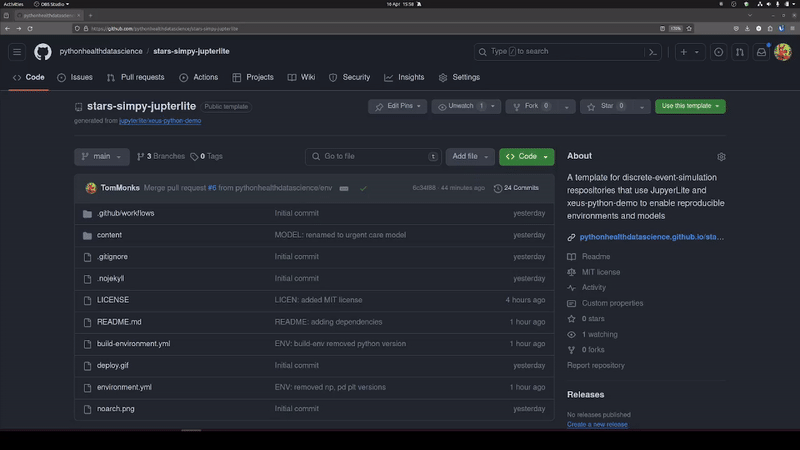 Activities OBS Studio 16 Apr 15:58
https://github.com/pythonhealthdatascience/stars-simpy-jupterlite 170%
pythonhealthdatascience / stars-simpy-jupterlite
Type / to search
Code Issues Pull requests Actions Projects Wiki Security Insights Settings
stars-simpy-jupterlite Public template
generated from jupyterlite/xeus-python-demo
Edit Pins Unwatch 1 Fork 0 Star 0 Use this template
main 3 Branches 0 Tags Go to file t Add file Code
TomMonks Merge pull request #6 from pythonhealthdatascience/env 44 minutes ago 24 Commits
.github/workflows Initial commit yesterday
content MODEL: renamed to urgent care model yesterday
.gitignore Initial commit yesterday
.nojekyll Initial commit yesterday
LICENSE LICEN: added MIT license 4 hours ago
README.md README: adding dependencies 1 hour ago
build-environment.yml ENV: build-env removed python version 1 hour ago
deploy.gif Initial commit yesterday
environment.yml ENV: removed np, pd plt versions 1 hour ago
noarch.png Initial commit yesterday
About
A template for discrete-event-simulation
respositories that use JupyerLite and
xeus-python-demo to enable reproducible
environments and models
pythonhealthdatascience.github.io/sta...
Readme
MIT license
Activity
Custom properties
0 stars
1 watching
0 forks
Report repository
Releases
No releases published
Create a new release